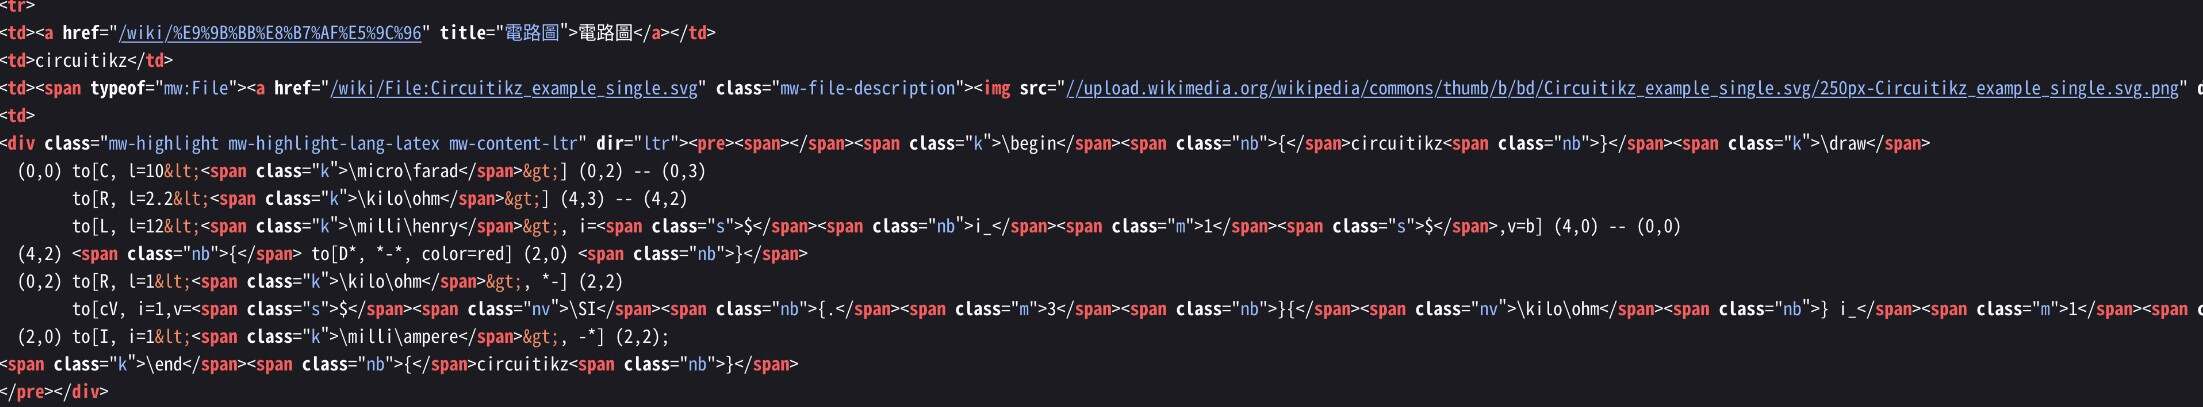 <tr>
<td><a href="/wiki/%E9%9B%BB%E8%B7%AF%E5%9C%96" title="電路圖">電路圖</a></td>
<td>circuitikz</td>
<td><span typeof="mw:File"><a href="/wiki/File:Circuitikz_example_single.svg" class="mw-file-description"><img src="//upload.wikimedia.org/wikipedia/commons/thumb/b/bd/Circuitikz_example_single.svg/250px-Circuitikz_example_single.svg.png" d
<td>
<div class="mw-highlight mw-highlight-lang-latex mw-content-ltr" dir="ltr"><pre><span></span><span class="k">\begin</span><span class="nb">{</span>circuitikz<span class="nb">}</span><span class="k">\draw</span>
  (0,0) to[C, l=10&lt;<span class="k">\micro\farad</span>&gt;] (0,2) -- (0,3)
        to[R, l=2.2&lt;<span class="k">\kilo\ohm</span>&gt;] (4,3) -- (4,2)
        to[L, l=12&lt;<span class="k">\milli\henry</span>&gt;, i=<span class="s">$</span><span class="nb">i_</span><span class="m">1</span><span class="s">$</span>,v=b] (4,0) -- (0,0)
  (4,2) <span class="nb">{</span> to[D*, *-*, color=red] (2,0) <span class="nb">}</span>
  (0,2) to[R, l=1&lt;<span class="k">\kilo\ohm</span>&gt;, *-] (2,2)
        to[cV, i=1,v=<span class="s">$</span><span class="nv">\SI</span><span class="nb">{.</span><span class="m">3</span><span class="nb">}{</span><span class="nv">\kilo\ohm</span><span class="nb">} i_</span><span class="m">1</span><span c
  (2,0) to[I, i=1&lt;<span class="k">\milli\ampere</span>&gt;, -*] (2,2);
<span class="k">\end</span><span class="nb">{</span>circuitikz<span class="nb">}</span>
</pre></div>